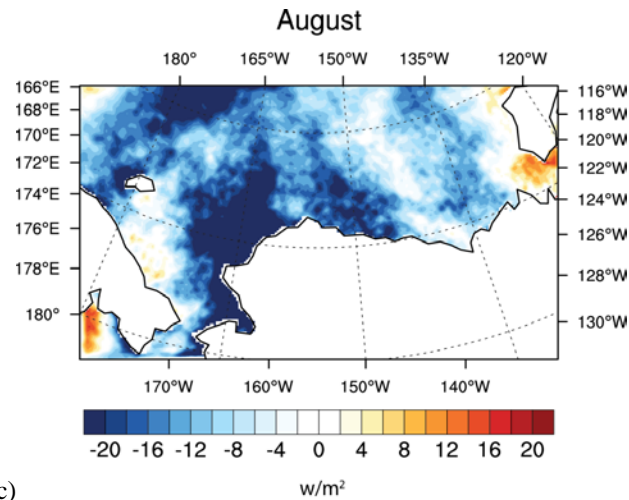 August
180° 165°W 150°W 135°W 120°W
166°E 116°W
168°E 118°W
170°E 120°W
172°E 122°W
174°E 124°W
176°E 126°W
178°E 128°W
180° 130°W
170°W 160°W 150°W 140°W
-20 -16 -12 -8 -4 0 4 8 12 16 20
c) w/m²